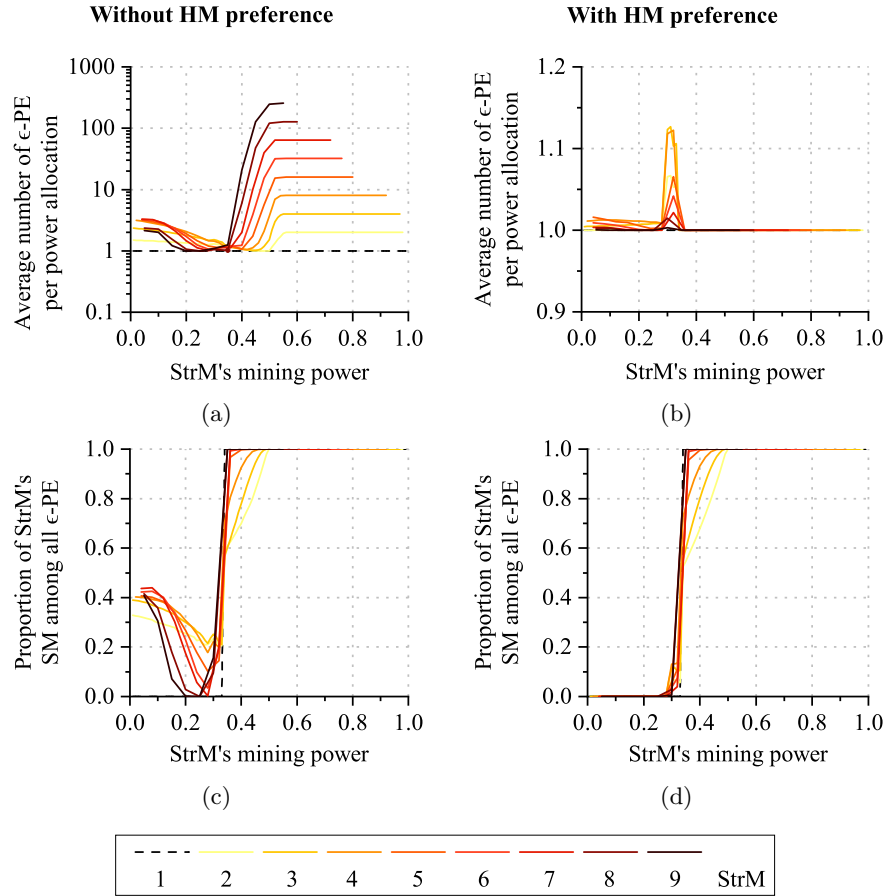 Without HM preference
With HM preference
Average number of ϵ-PE
per power allocation
1000
100
10
1
0.1
0.0 0.2 0.4 0.6 0.8 1.0
StrM's mining power
(a)
Average number of ϵ-PE
per power allocation
1.2
1.1
1.0
0.9
0.0 0.2 0.4 0.6 0.8 1.0
StrM's mining power
(b)
Proportion of StrM's
SM among all ϵ-PE
1.0
0.8
0.6
0.4
0.2
0.0
0.0 0.2 0.4 0.6 0.8 1.0
StrM's mining power
(c)
Proportion of StrM's
SM among all ϵ-PE
1.0
0.8
0.6
0.4
0.2
0.0
0.0 0.2 0.4 0.6 0.8 1.0
StrM's mining power
(d)
1 2 3 4 5 6 7 8 9 StrM